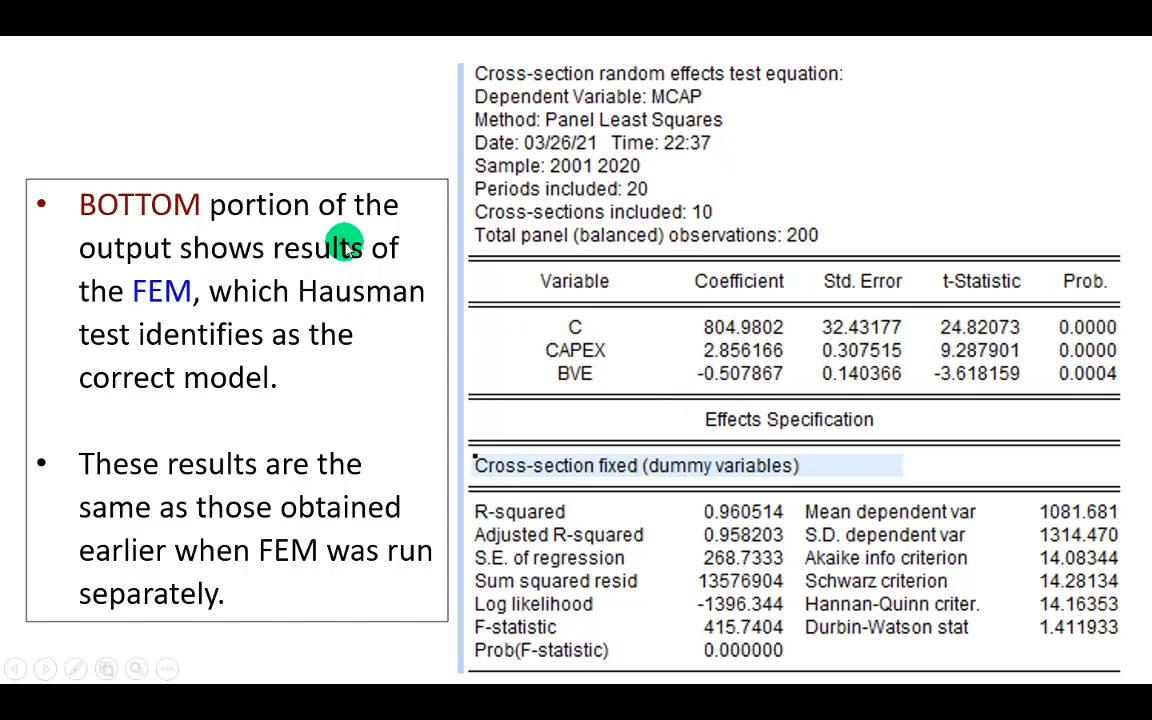 • BOTTOM portion of the
output shows results of
the FEM, which Hausman
test identifies as the
correct model.
• These results are the
same as those obtained
earlier when FEM was run
separately.
Cross-section random effects test equation:
Dependent Variable: MCAP
Method: Panel Least Squares
Date: 03/26/21 Time: 22:37
Sample: 2001 2020
Periods included: 20
Cross-sections included: 10
Total panel (balanced) observations: 200
Variable Coefficient Std. Error t-Statistic Prob.
C 804.9802 32.43177 24.82073 0.0000
CAPEX 2.856166 0.307515 9.287901 0.0000
BVE -0.507867 0.140366 -3.618159 0.0004
Effects Specification
Cross-section fixed (dummy variables)
R-squared 0.960514 Mean dependent var 1081.681
Adjusted R-squared 0.958203 S.D. dependent var 1314.470
S.E. of regression 268.7333 Akaike info criterion 14.08344
Sum squared resid 13576904 Schwarz criterion 14.28134
Log likelihood -1396.344 Hannan-Quinn criter. 14.16353
F-statistic 415.7404 Durbin-Watson stat 1.411933
Prob(F-statistic) 0.000000